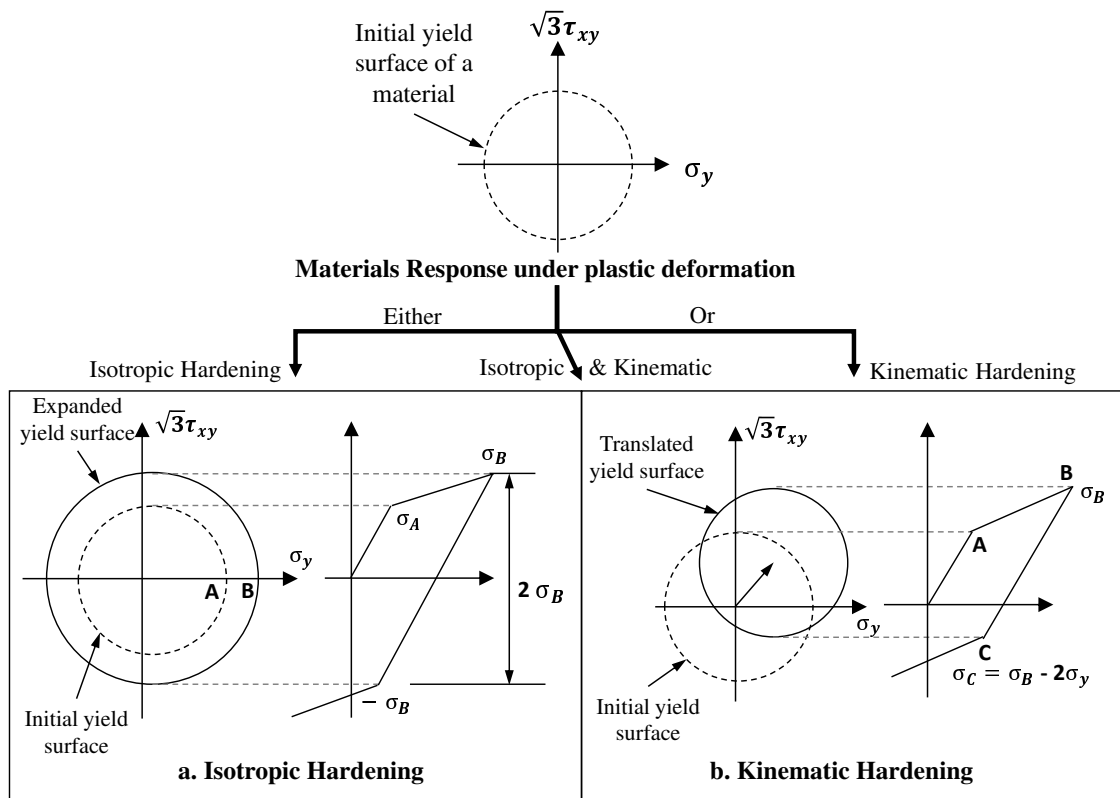 √3τxy
Initial yield
surface of a
material
σy
Materials Response under plastic deformation
Either
Or
Isotropic Hardening
Isotropic & Kinematic
Kinematic Hardening
Expanded
yield surface
√3τxy
σB
σA
σy
A
B
2 σB
− σB
Initial yield
surface
a. Isotropic Hardening
√3τxy
Translated
yield surface
B
σB
A
σy
C
σC = σB - 2σy
Initial yield
surface
b. Kinematic Hardening